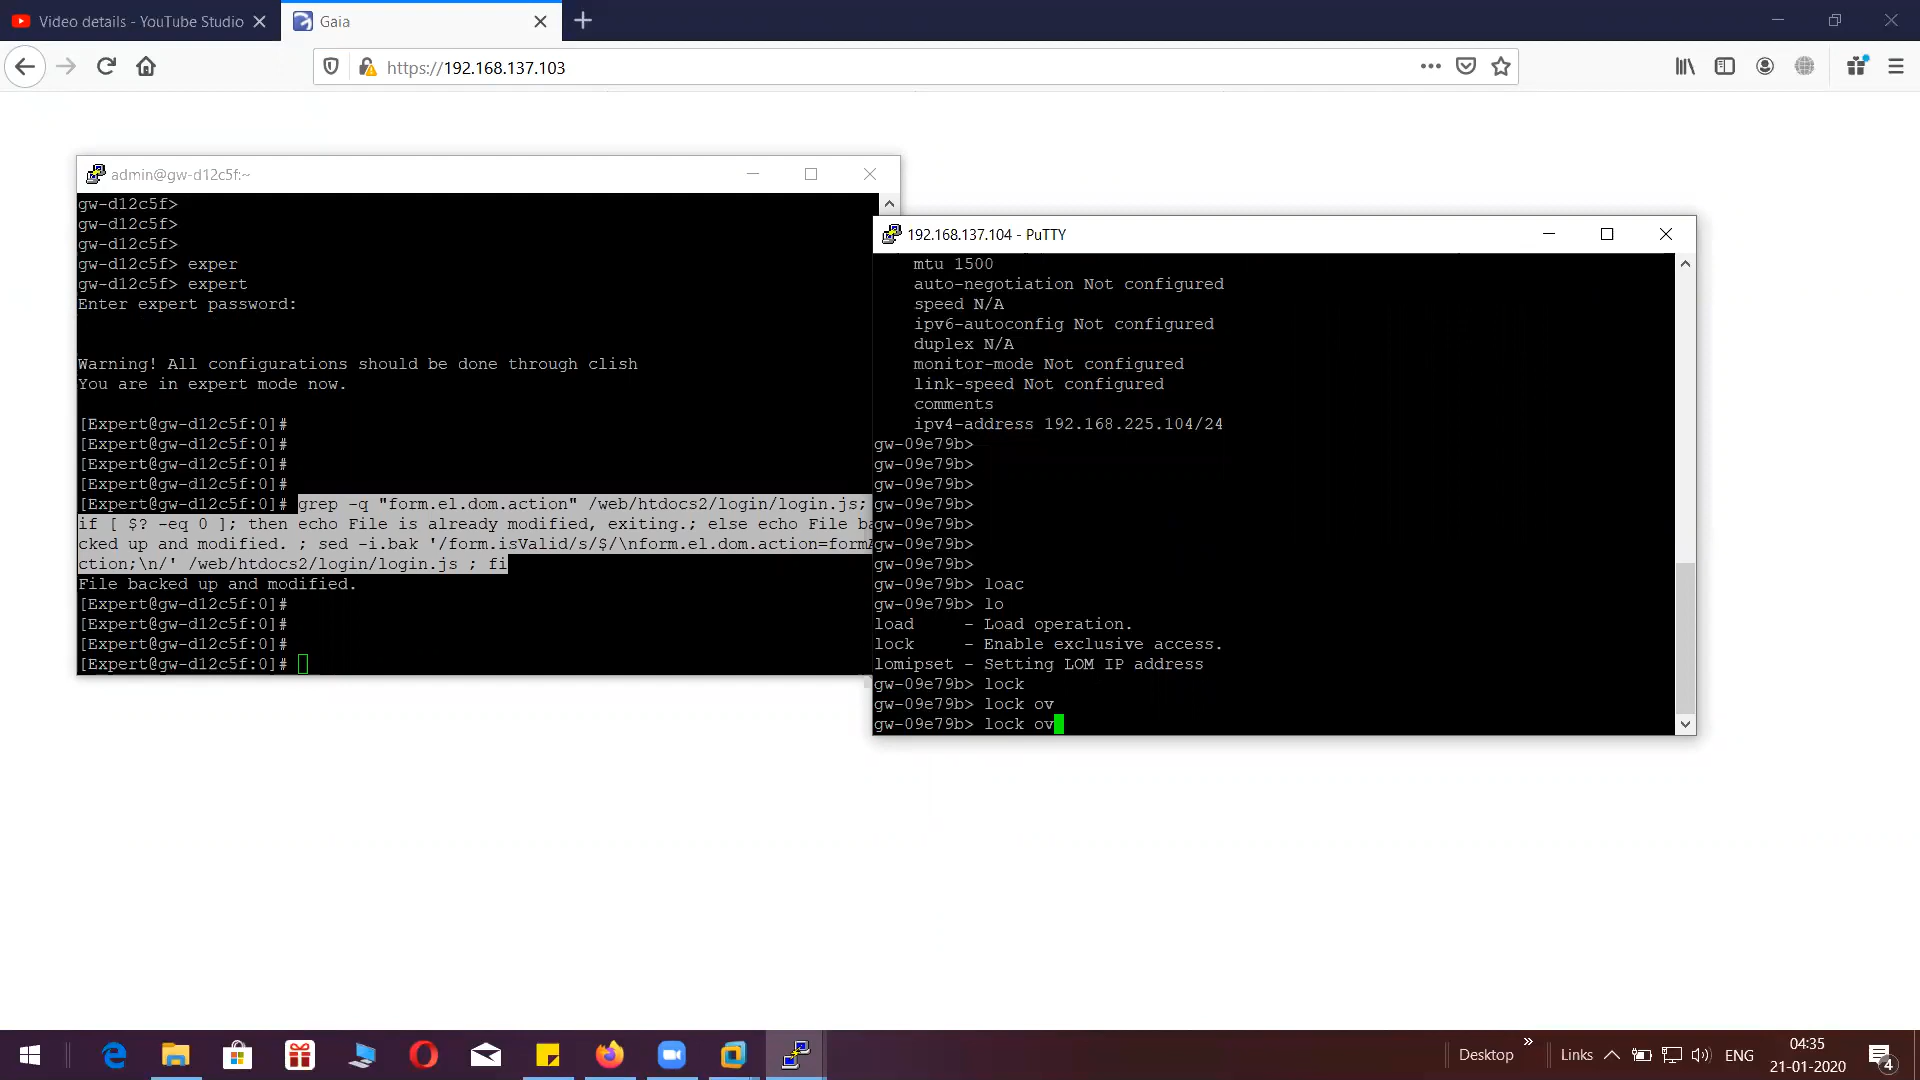 Video details - YouTube Studio
Gaia
https://192.168.137.103
admin@gw-d12c5f:~
gw-d12c5f>
gw-d12c5f>
gw-d12c5f>
gw-d12c5f> exper
gw-d12c5f> expert
Enter expert password:
Warning! All configurations should be done through clish
You are in expert mode now.
[Expert@gw-d12c5f:0]#
[Expert@gw-d12c5f:0]#
[Expert@gw-d12c5f:0]#
[Expert@gw-d12c5f:0]#
[Expert@gw-d12c5f:0]# grep -q "form.el.dom.action" /web/htdocs2/login/login.js;
if [ $? -eq 0 ]; then echo File is already modified, exiting.; else echo File ba
cked up and modified. ; sed -i.bak '/form.isValid/s/$/\nform.el.dom.action=formA
ction;\n/' /web/htdocs2/login/login.js ; fi
File backed up and modified.
[Expert@gw-d12c5f:0]#
[Expert@gw-d12c5f:0]#
[Expert@gw-d12c5f:0]#
[Expert@gw-d12c5f:0]#
192.168.137.104 - PuTTY
mtu 1500
auto-negotiation Not configured
speed N/A
ipv6-autoconfig Not configured
duplex N/A
monitor-mode Not configured
link-speed Not configured
comments
ipv4-address 192.168.225.104/24
gw-09e79b>
gw-09e79b>
gw-09e79b>
gw-09e79b>
gw-09e79b>
gw-09e79b>
gw-09e79b>
gw-09e79b> loac
gw-09e79b> lo
load - Load operation.
lock - Enable exclusive access.
lomipset - Setting LOM IP address
gw-09e79b> lock
gw-09e79b> lock ov
gw-09e79b> lock ov
Desktop » Links ENG 04:35
21-01-2020
4